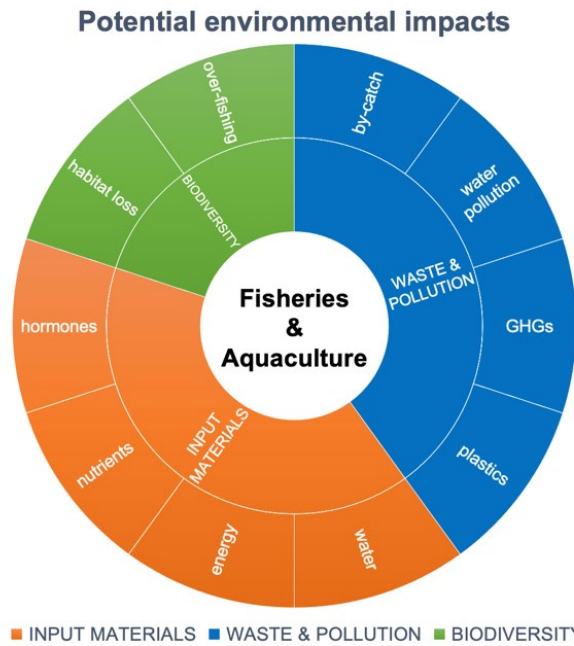 Potential environmental impacts
over-fishing
by-catch
habitat loss
BIODIVERSITY
water
pollution
WASTE &
POLLUTION
hormones
Fisheries
&
Aquaculture
GHGs
nutrients
INPUT
MATERIALS
plastics
energy
water
INPUT MATERIALS WASTE & POLLUTION BIODIVERSITY